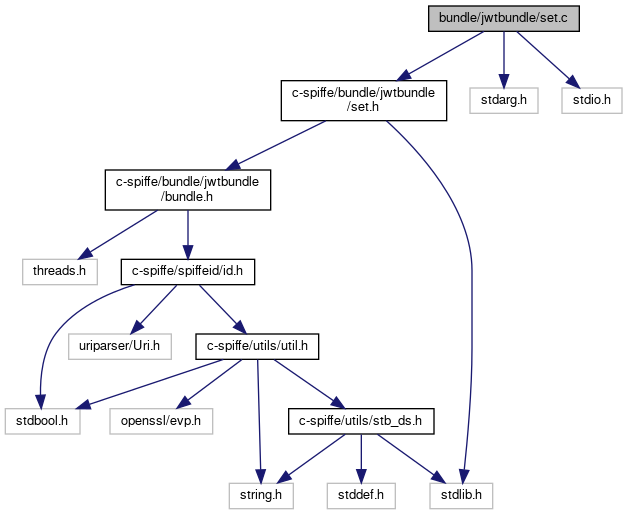 bundle/jwtbundle/set.c
c-spiffe/bundle/jwtbundle
/set.h
stdarg.h
stdio.h
c-spiffe/bundle/jwtbundle
/bundle.h
threads.h
c-spiffe/spiffeid/id.h
uriparser/Uri.h
c-spiffe/utils/util.h
stdbool.h
openssl/evp.h
c-spiffe/utils/stb_ds.h
string.h
stddef.h
stdlib.h